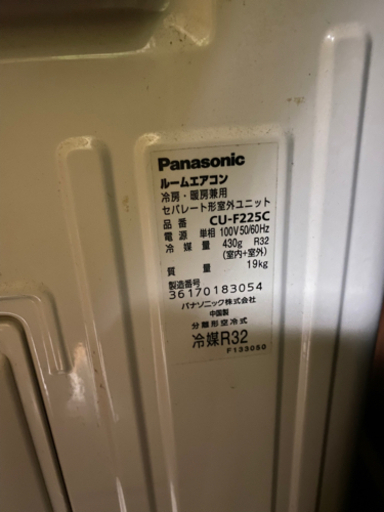 Panasonic
ルームエアコン
冷房・暖房兼用
セパレート形室外ユニット
品番 CU-F225C
電源 単相 100V 50/60Hz
冷媒量 430g R32
(室内+室外)
質量 19kg
製造番号
36170183054
パナソニック株式会社
中国製
分離形空冷式
冷媒R32
F133050